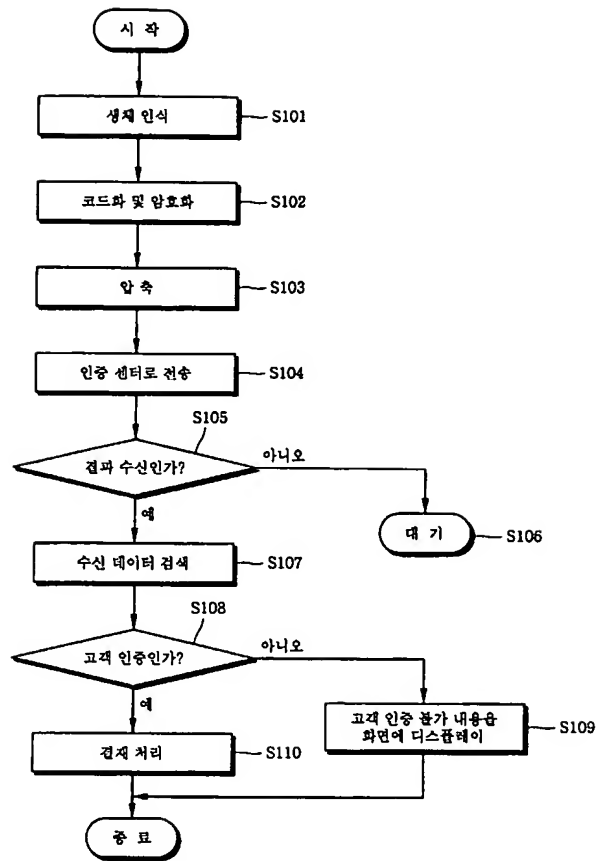 시 작
생체 인식
S101
코드화 및 암호화
S102
압 축
S103
인증 센터로 전송
S104
S105
결과 수신인가?
아니오
예
대 기
S106
수신 데이터 검색
S107
S108
고객 인증인가?
아니오
예
고객 인증 불가 내용을
화면에 디스플레이
S109
결재 처리
S110
종 료